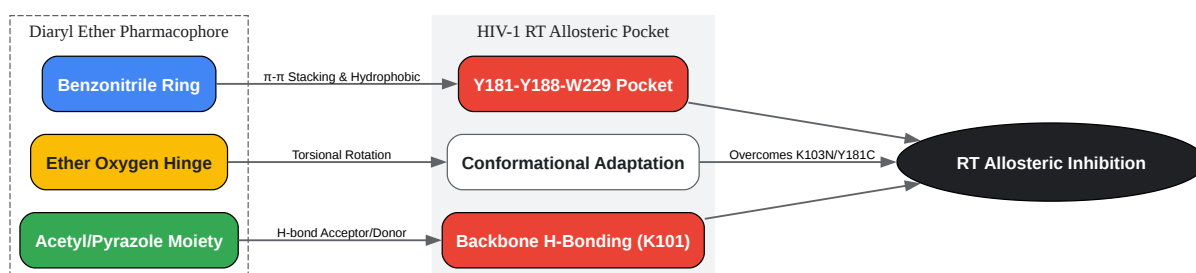 Diaryl Ether Pharmacophore
HIV-1 RT Allosteric Pocket
Benzonitrile Ring
π-π Stacking & Hydrophobic
Y181-Y188-W229 Pocket
Ether Oxygen Hinge
Torsional Rotation
Conformational Adaptation
Overcomes K103N/Y181C
RT Allosteric Inhibition
Acetyl/Pyrazole Moiety
H-bond Acceptor/Donor
Backbone H-Bonding (K101)